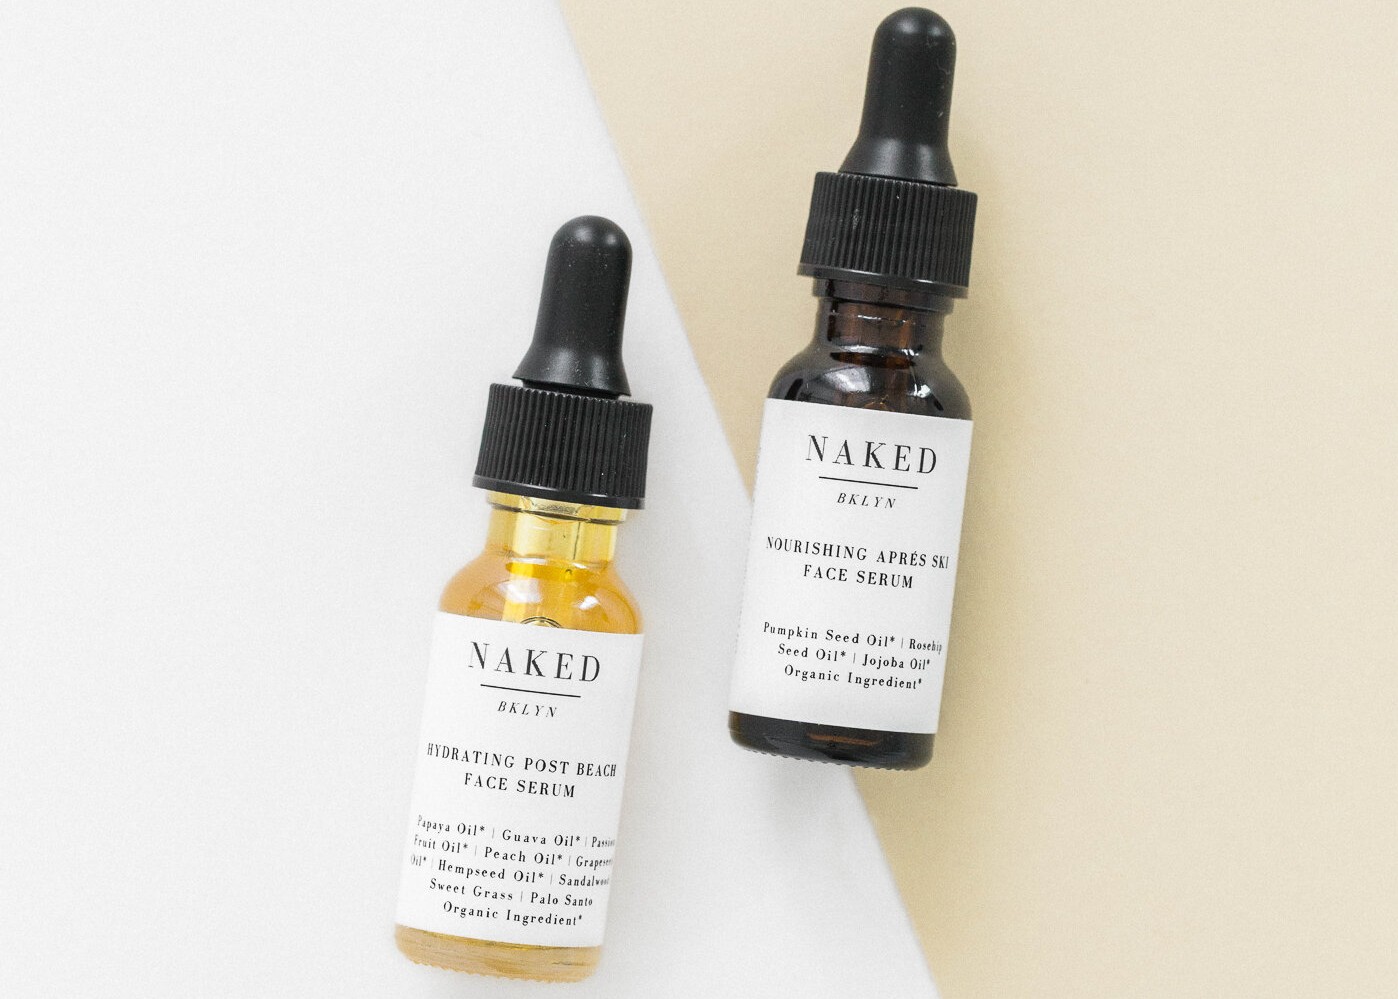 NAKED
BKLYN
HYDRATING POST BEACH
FACE SERUM
Papaya Oil* | Guava Oil* | Passion
Fruit Oil* | Peach Oil* | Grapeseed
Oil* | Hempseed Oil* | Sandalwood
Sweet Grass | Palo Santo
Organic Ingredient*
NAKED
BKLYN
NOURISHING APRÉS SKI
FACE SERUM
Pumpkin Seed Oil* | Rosehip
Seed Oil* | Jojoba Oil*
Organic Ingredient*